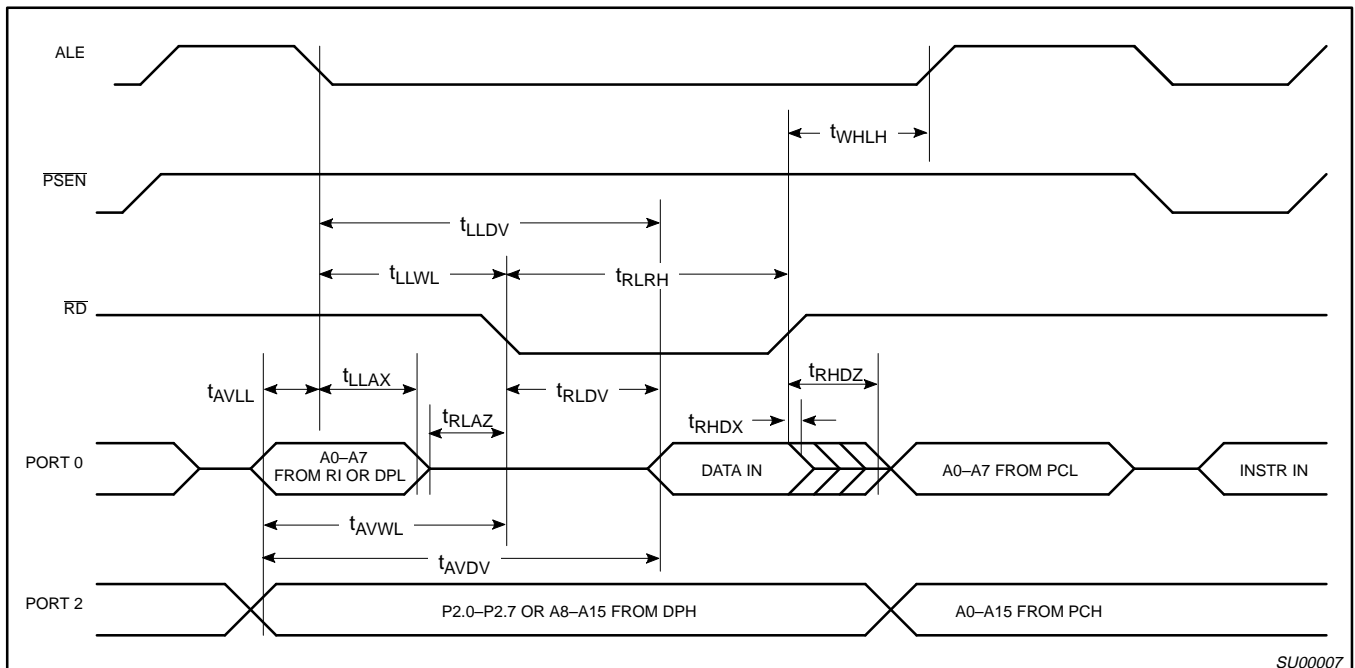 ALE
tWHLH
PSEN
tLLDV
tLLWL
tRLRH
RD
tAVLL
tLLAX
tRLDV
tRHDZ
tRLAZ
tRHDX
PORT 0
A0–A7
FROM RI OR DPL
DATA IN
A0–A7 FROM PCL
INSTR IN
tAVWL
tAVDV
PORT 2
P2.0–P2.7 OR A8–A15 FROM DPH
A0–A15 FROM PCH
SU00007